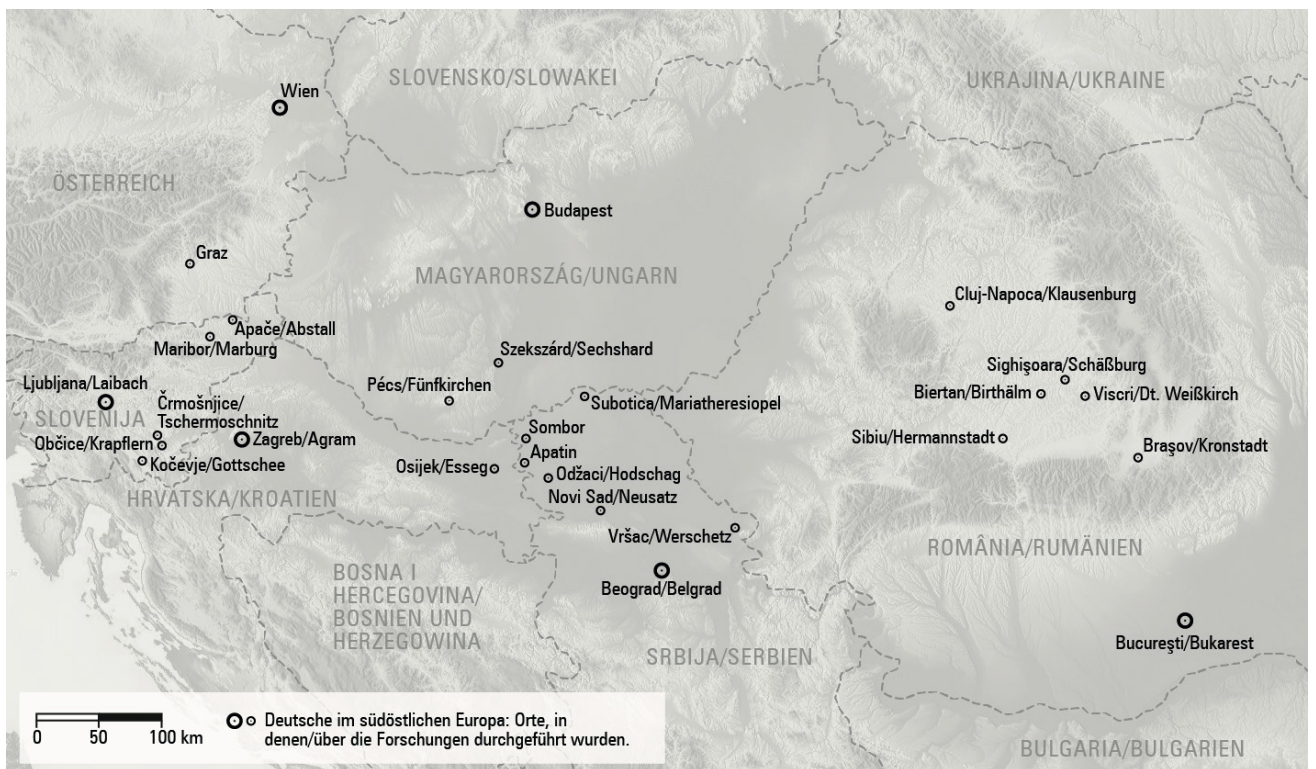 SLOVENSKO/SLOWAKEI
UKRAJINA/UKRAINE
Wien
ÖSTERREICH
Budapest
Graz
MAGYARORSZÁG/UNGARN
Cluj-Napoca/Klausenburg
Apače/Abstall
Maribor/Marburg
Szekszárd/Sechshard
Sighişoara/Schäßburg
Ljubljana/Laibach
Pécs/Fünfkirchen
Biertan/Birthälm
Viscri/Dt. Weißkirch
SLOVENIJA
Črmošnjice/
Tschermoschnitz
Subotica/Mariatheresiopel
Občice/Krapflern
Zagreb/Agram
Sombor
Sibiu/Hermannstadt
Braşov/Kronstadt
Kočevje/Gottschee
Apatin
Osijek/Esseg
Odžaci/Hodschag
HRVATSKA/KROATIEN
Novi Sad/Neusatz
Vršac/Werschetz
ROMÂNIA/RUMÄNIEN
BOSNA I
HERCEGOVINA/
BOSNIEN UND
HERZEGOWINA
Beograd/Belgrad
Bucureşti/Bukarest
SRBIJA/SERBIEN
0 50 100 km
Deutsche im südöstlichen Europa: Orte, in
denen/über die Forschungen durchgeführt wurden.
BULGARIA/BULGARIEN